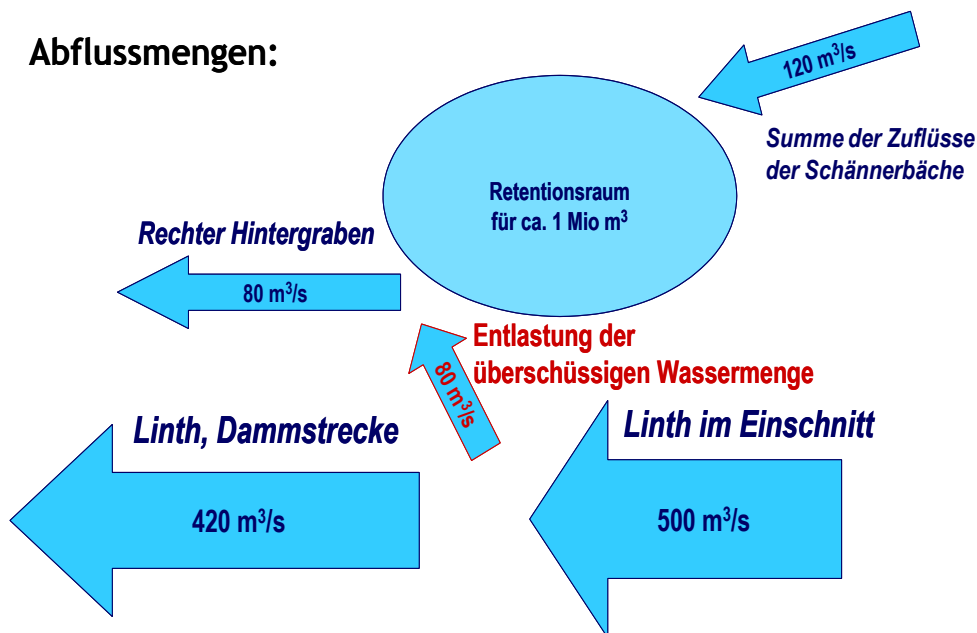 Abflussmengen:
120 m³/s
Summe der Zuflüsse
der Schännerbäche
Retentionsraum
für ca. 1 Mio m³
Rechter Hintergraben
80 m³/s
Entlastung der
überschüssigen Wassermenge
80 m³/s
Linth, Dammstrecke
420 m³/s
Linth im Einschnitt
500 m³/s